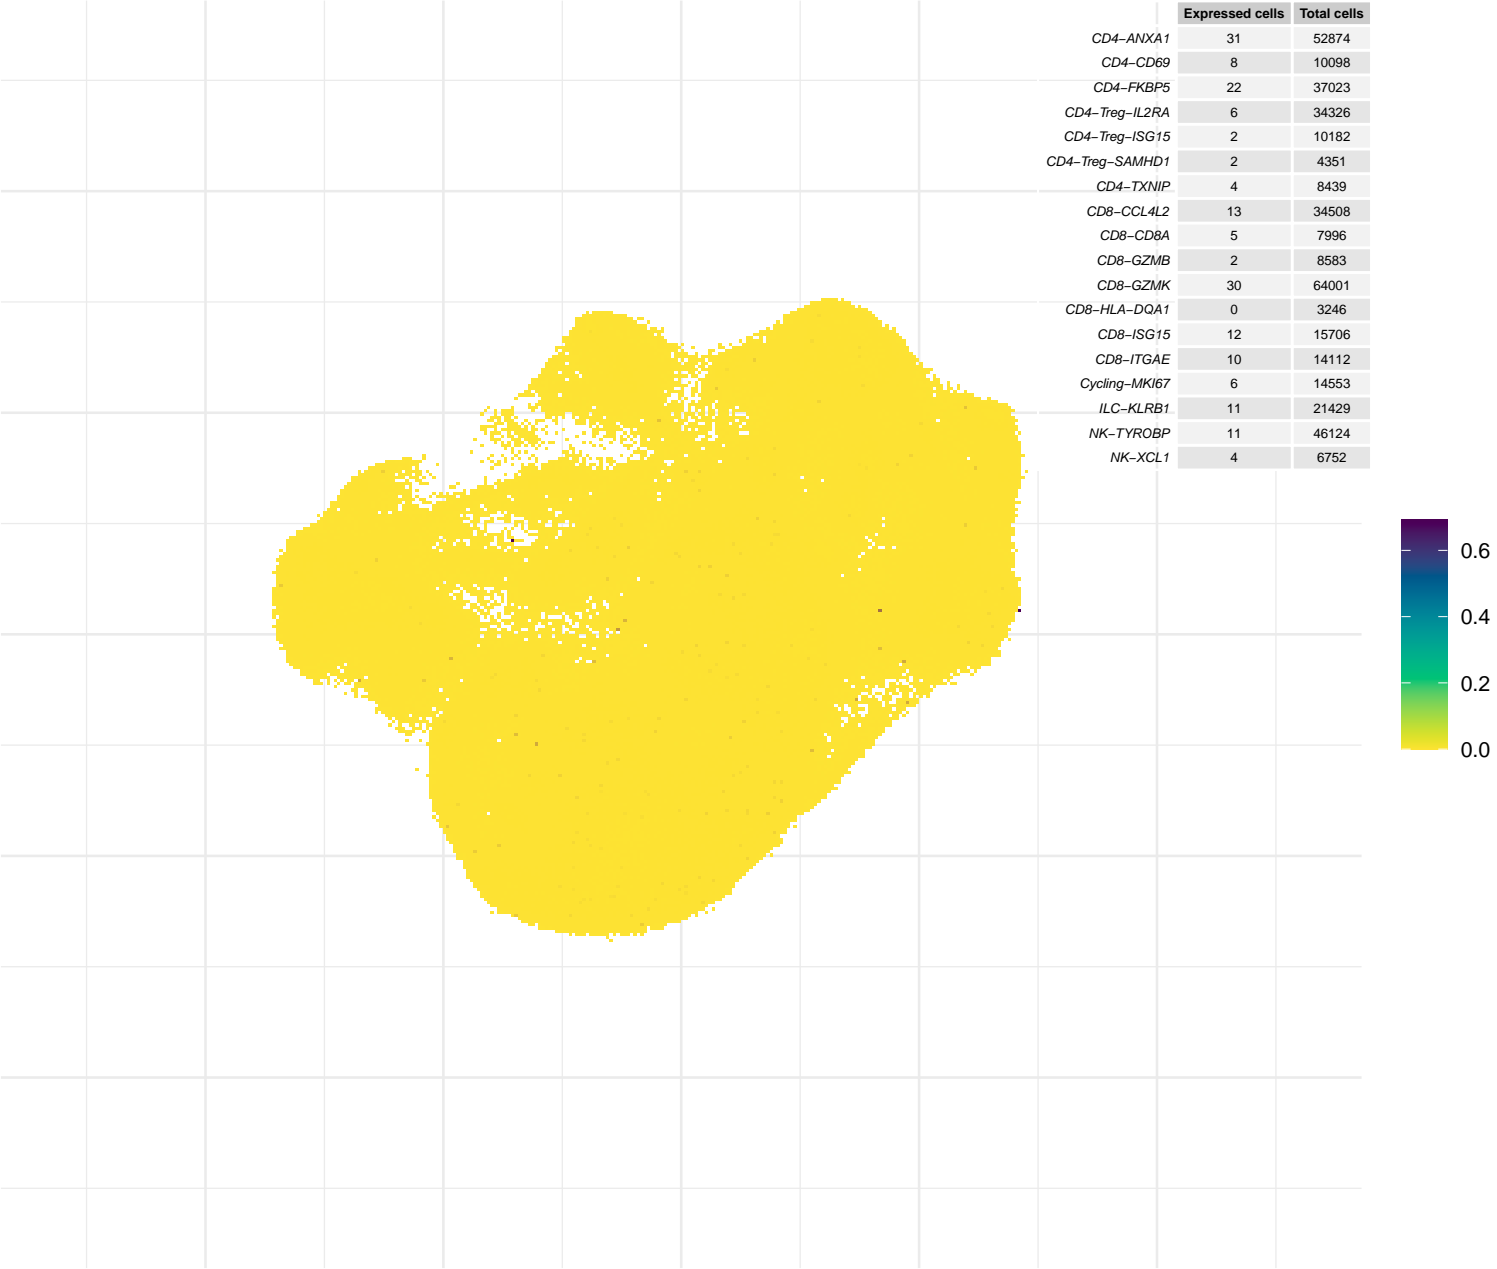 Expressed cells Total cells
CD4−ANXA1 31 52874
CD4−CD69 8 10098
CD4−FKBP5 22 37023
CD4−Treg−IL2RA 6 34326
CD4−Treg−ISG15 2 10182
CD4−Treg−SAMHD1 2 4351
CD4−TXNIP 4 8439
CD8−CCL4L2 13 34508
CD8−CD8A 5 7996
CD8−GZMB 2 8583
CD8−GZMK 30 64001
CD8−HLA−DQA1 0 3246
CD8−ISG15 12 15706
CD8−ITGAE 10 14112
Cycling−MKI67 6 14553
ILC−KLRB1 11 21429
NK−TYROBP 11 46124
NK−XCL1 4 6752
0.6
0.4
0.2
0.0